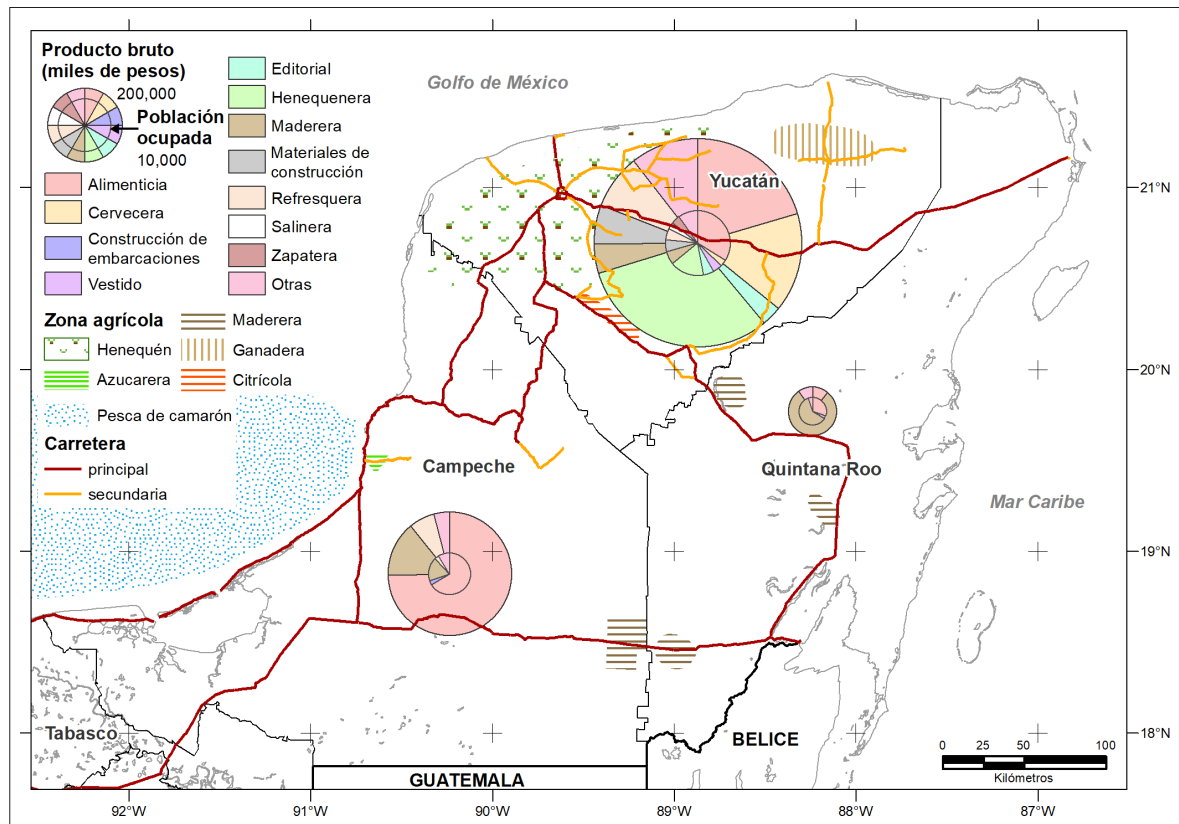 Producto bruto
(miles de pesos)
200,000
Población
ocupada
10,000
Alimenticia
Cervecera
Construcción de
embarcaciones
Vestido
Editorial
Henequenera
Maderera
Materiales de
construcción
Refresquera
Salinera
Zapatera
Otras
Zona agrícola
Henequén
Azucarera
Maderera
Ganadera
Citrícola
Pesca de camarón
Carretera
principal
secundaria
Golfo de México
Yucatán
Campeche
Quintana Roo
Mar Caribe
Tabasco
BELICE
GUATEMALA
0 25 50 100
Kilómetros
21°N
20°N
19°N
18°N
92°W
91°W
90°W
89°W
88°W
87°W